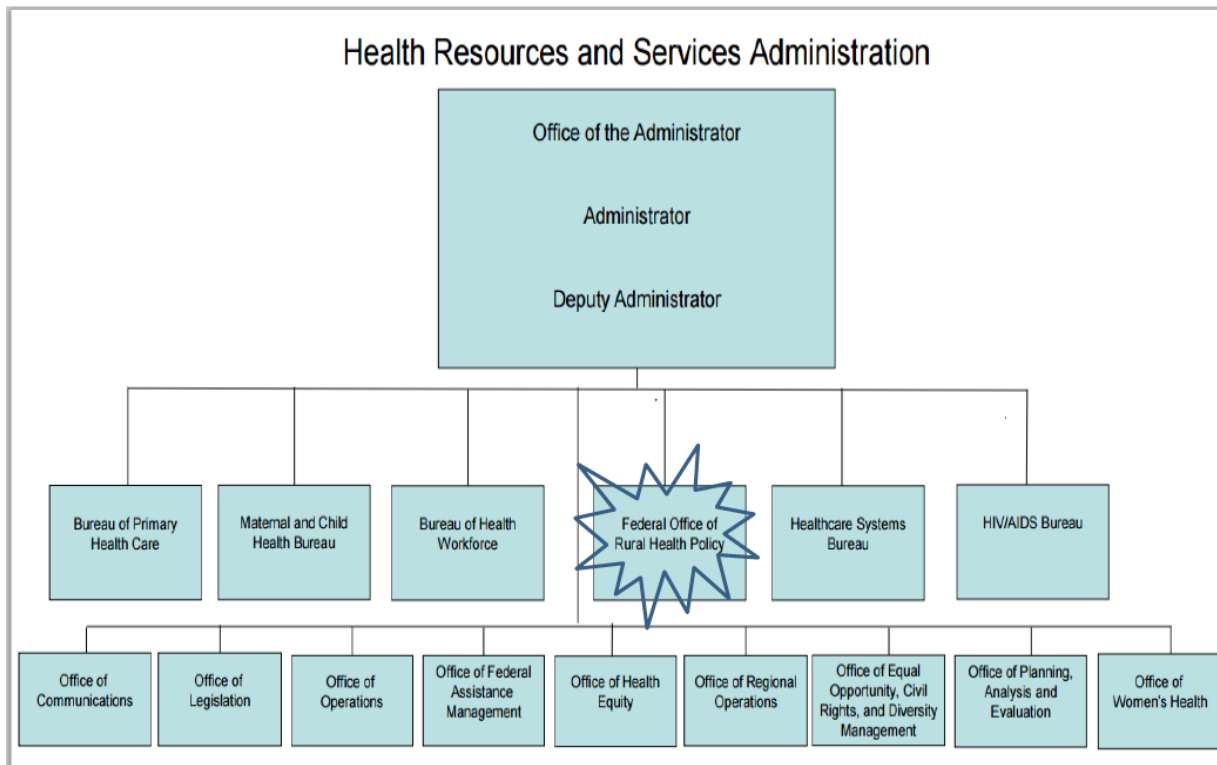 Health Resources and Services Administration
Office of the Administrator
Administrator
Deputy Administrator
Bureau of Primary
Health Care
Maternal and Child
Health Bureau
Bureau of Health
Workforce
Federal Office of
Rural Health Policy
Healthcare Systems
Bureau
HIV/AIDS Bureau
Office of
Communications
Office of
Legislation
Office of
Operations
Office of Federal
Assistance
Management
Office of Health
Equity
Office of Regional
Operations
Office of Equal
Opportunity, Civil
Rights, and Diversity
Management
Office of Planning,
Analysis and
Evaluation
Office of
Women's Health